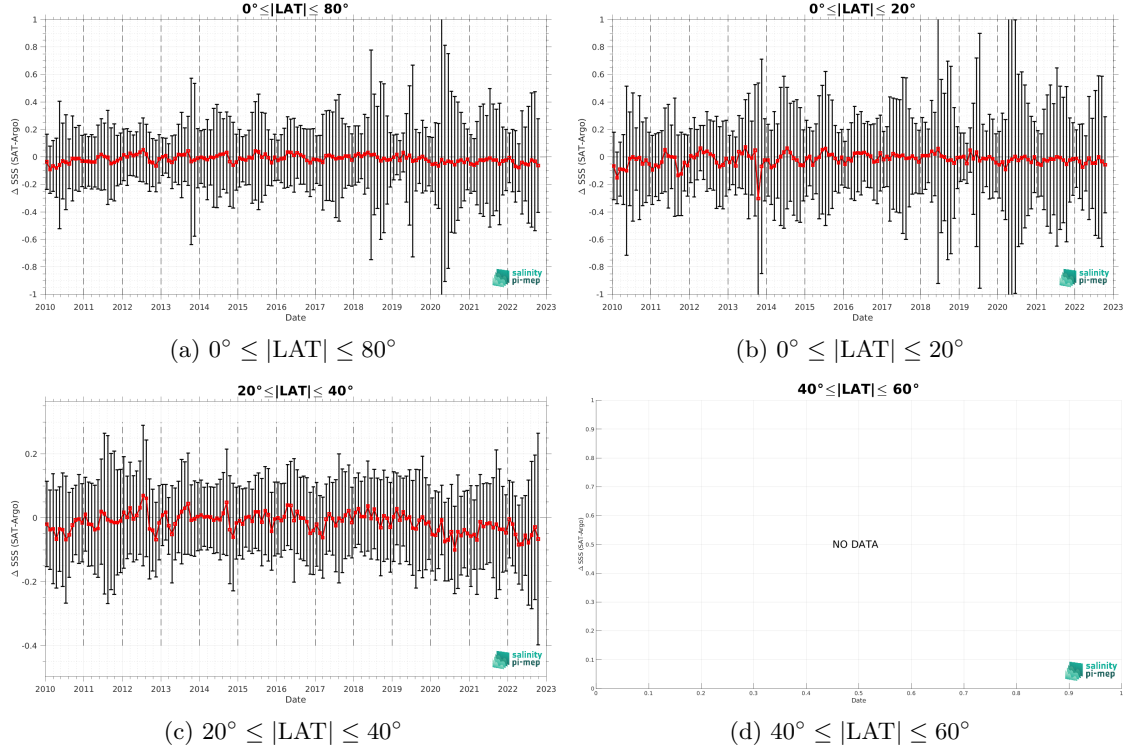 0°≤|LAT|≤ 80°
Δ SSS (SAT-Argo)
1
0.8
0.6
0.4
0.2
0
-0.2
-0.4
-0.6
-0.8
-1
2010 2011 2012 2013 2014 2015 2016 2017 2018 2019 2020 2021 2022 2023
Date
salinity
pi-mep
(a) 0° ≤ |LAT| ≤ 80°
0°≤|LAT|≤ 20°
Δ SSS (SAT-Argo)
1
0.8
0.6
0.4
0.2
0
-0.2
-0.4
-0.6
-0.8
-1
2010 2011 2012 2013 2014 2015 2016 2017 2018 2019 2020 2021 2022 2023
Date
salinity
pi-mep
(b) 0° ≤ |LAT| ≤ 20°
20°≤|LAT|≤ 40°
Δ SSS (SAT-Argo)
0.2
0
-0.2
-0.4
2010 2011 2012 2013 2014 2015 2016 2017 2018 2019 2020 2021 2022 2023
Date
salinity
pi-mep
(c) 20° ≤ |LAT| ≤ 40°
40°≤|LAT|≤ 60°
Δ SSS (SAT-Argo)
1
0.9
0.8
0.7
0.6
0.5
0.4
0.3
0.2
0.1
0
NO DATA
0 0.1 0.2 0.3 0.4 0.5 0.6 0.7 0.8 0.9 1
Date
salinity
pi-mep
(d) 40° ≤ |LAT| ≤ 60°